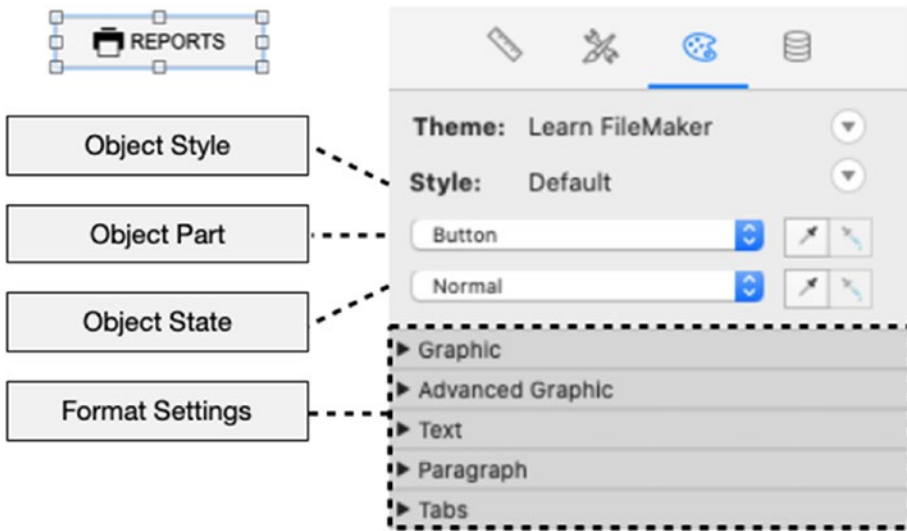 REPORTS
Object Style
Object Part
Object State
Format Settings
Theme: Learn FileMaker
Style: Default
Button
Normal
Graphic
Advanced Graphic
Text
Paragraph
Tabs